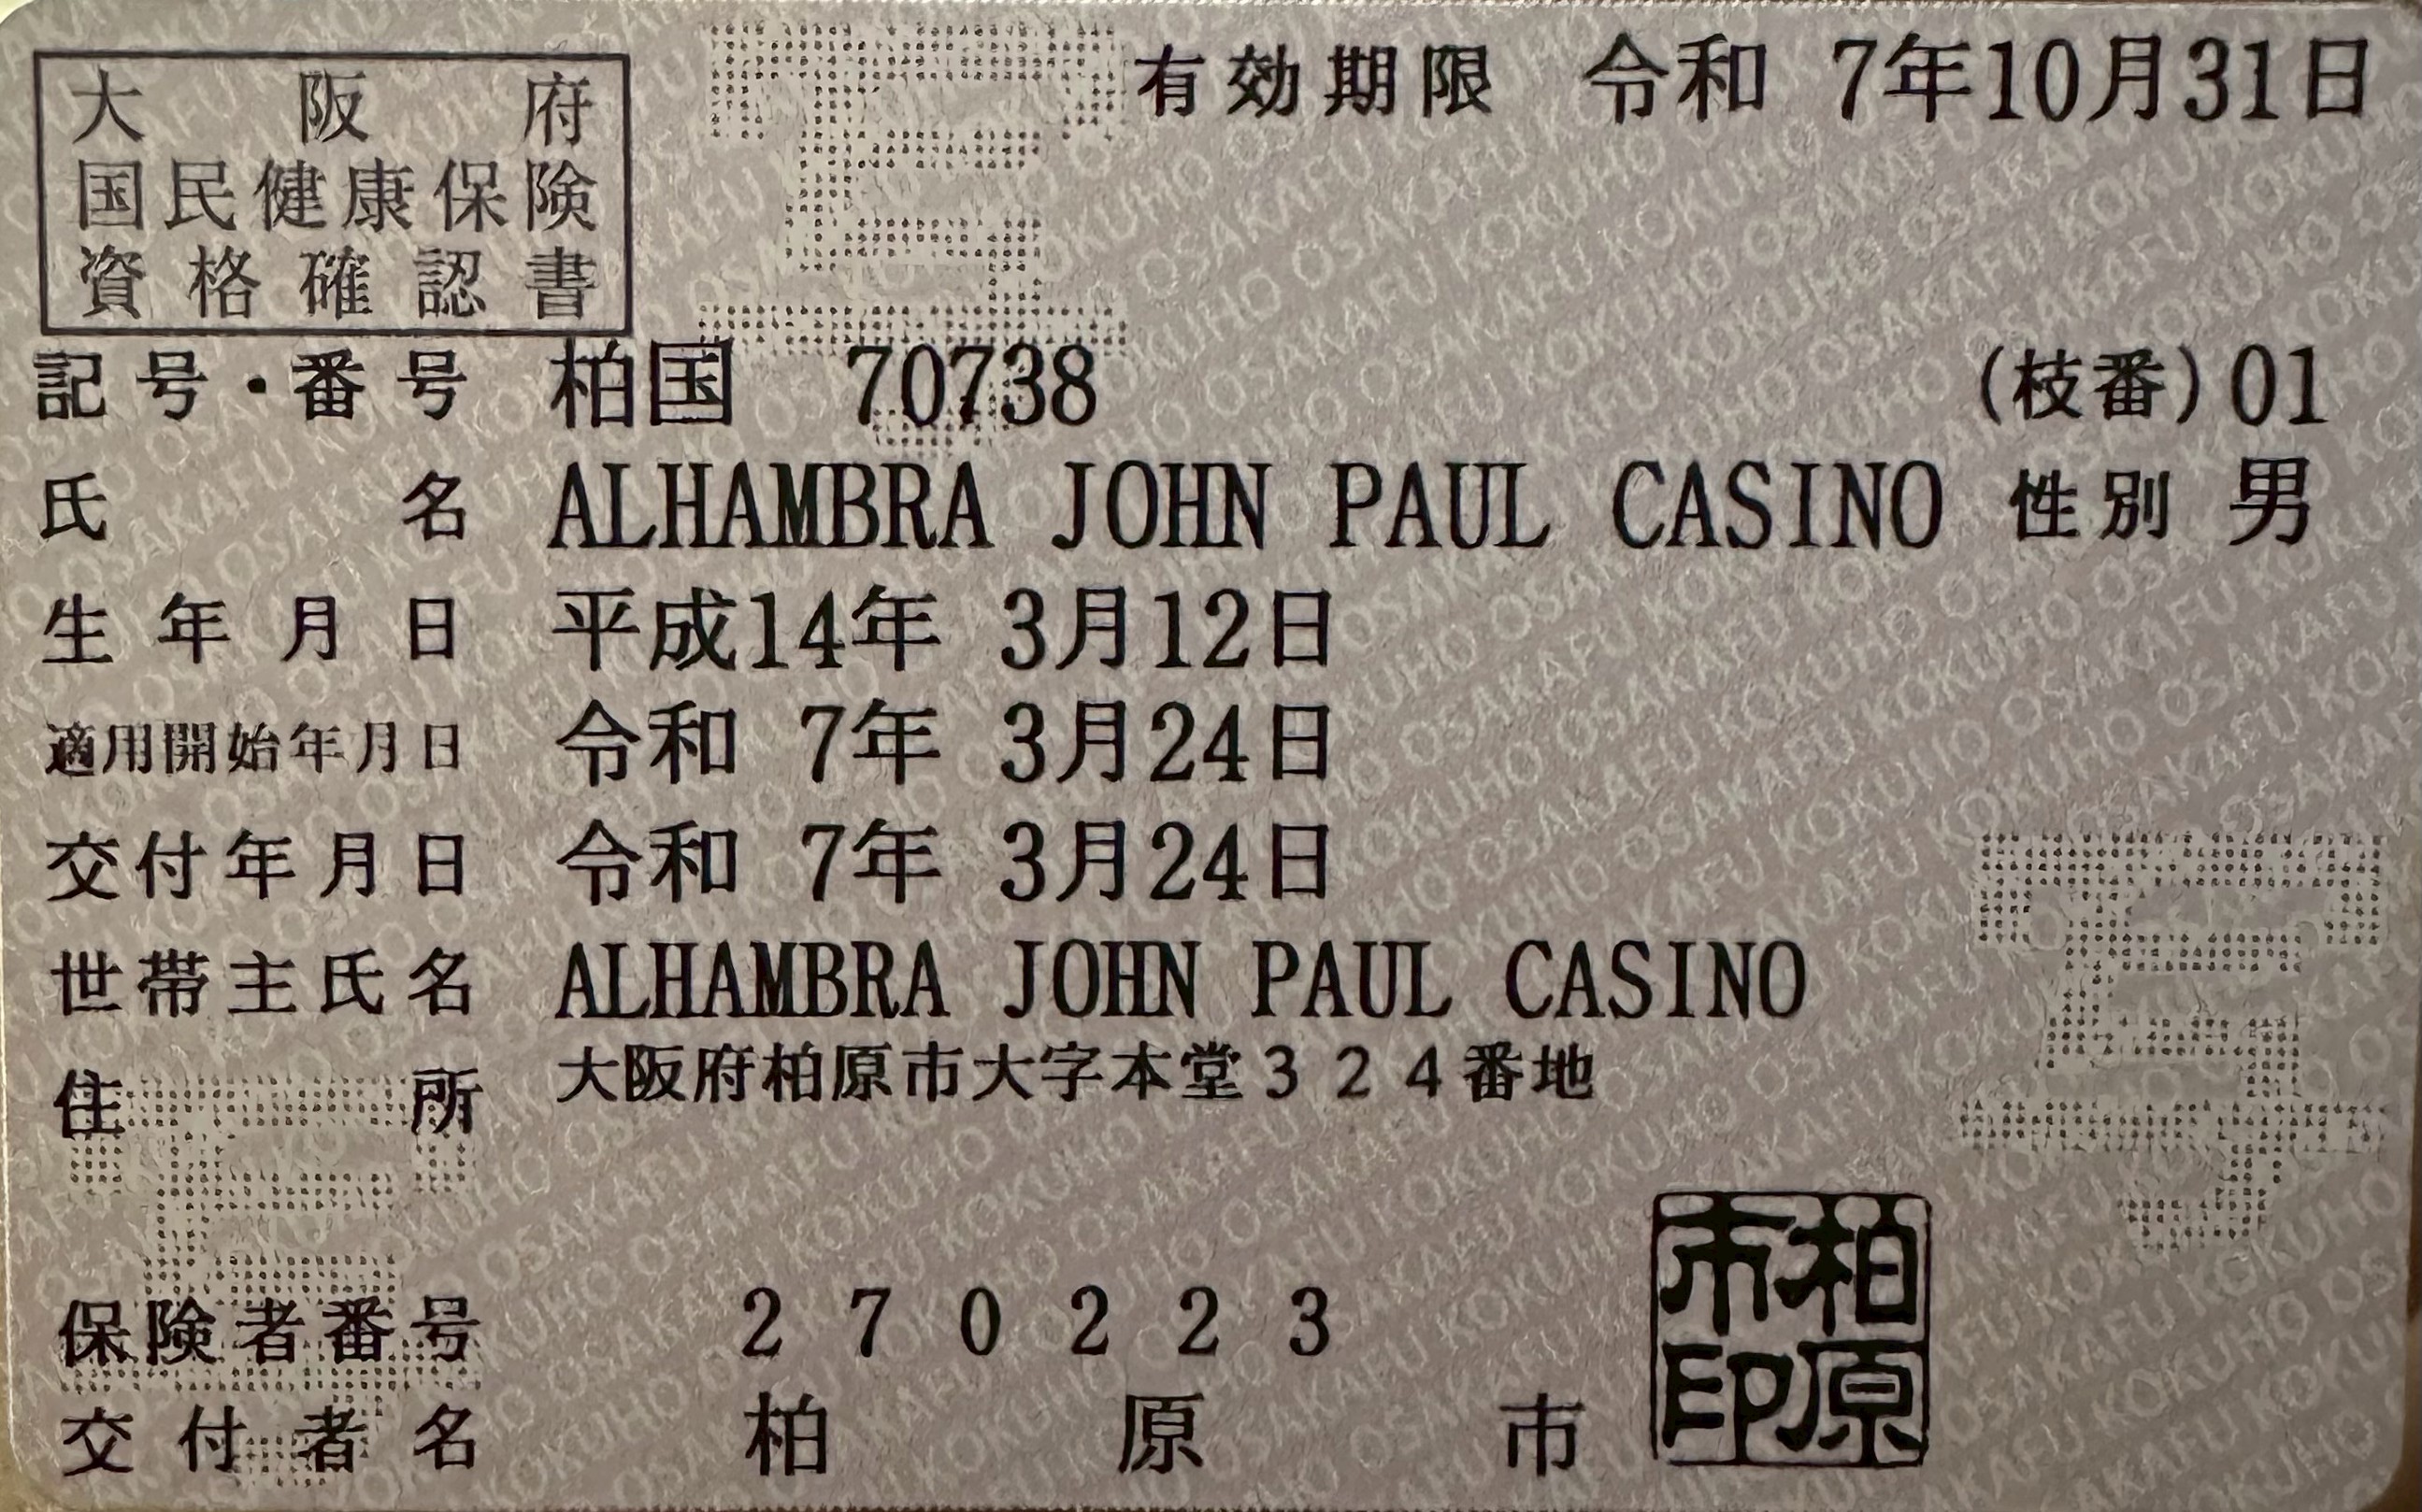 大阪府
国民健康保険
資格確認書
有効期限 令和 7年10月31日
記号・番号 柏国 70738 (枝番)01
氏名 ALHAMBRA JOHN PAUL CASINO 性別 男
生年月日 平成14年 3月12日
適用開始年月日 令和 7年 3月24日
交付年月日 令和 7年 3月24日
世帯主氏名 ALHAMBRA JOHN PAUL CASINO
住所 大阪府柏原市大字本堂324番地
保険者番号 270223
交付者名 柏原市
柏原市印